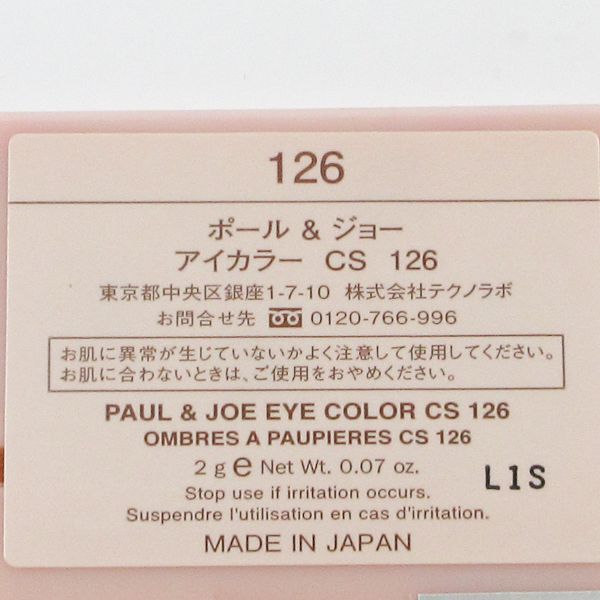 126
ポール & ジョー
アイカラー CS 126
東京都中央区銀座1-7-10 株式会社テクノラボ
お問合せ先 0120-766-996
お肌に異常が生じていないかよく注意して使用してください。
お肌に合わないときは、ご使用をおやめください。
PAUL & JOE EYE COLOR CS 126
OMBRES A PAUPIERES CS 126
2 g ℮ Net Wt. 0.07 oz.
L1S
Stop use if irritation occurs.
Suspendre l'utilisation en cas d'irritation.
MADE IN JAPAN